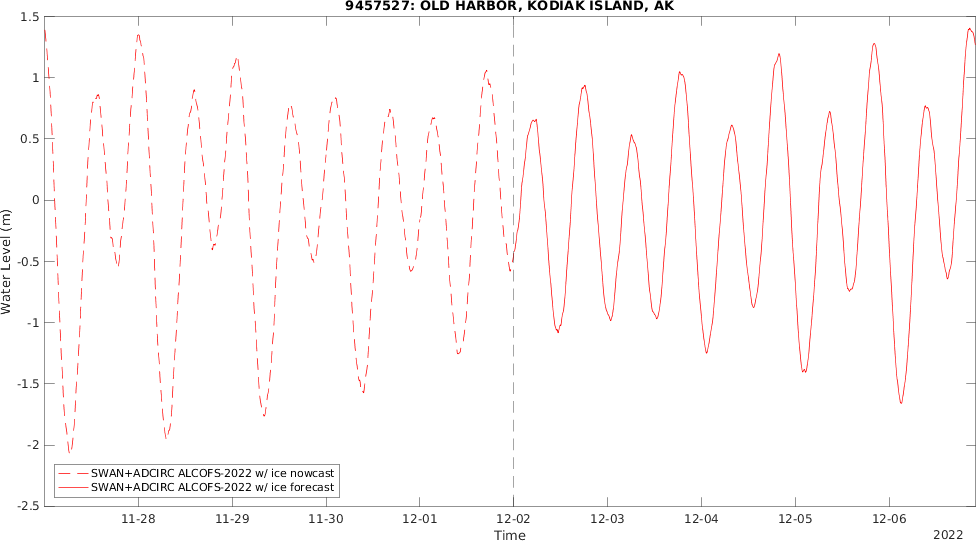 9457527: OLD HARBOR, KODIAK ISLAND, AK
1.5
1
0.5
0
-0.5
-1
-1.5
-2
-2.5
Water Level (m)
SWAN+ADCIRC ALCOFS-2022 w/ ice nowcast
SWAN+ADCIRC ALCOFS-2022 w/ ice forecast
11-28 11-29 11-30 12-01 12-02 12-03 12-04 12-05 12-06
Time
2022